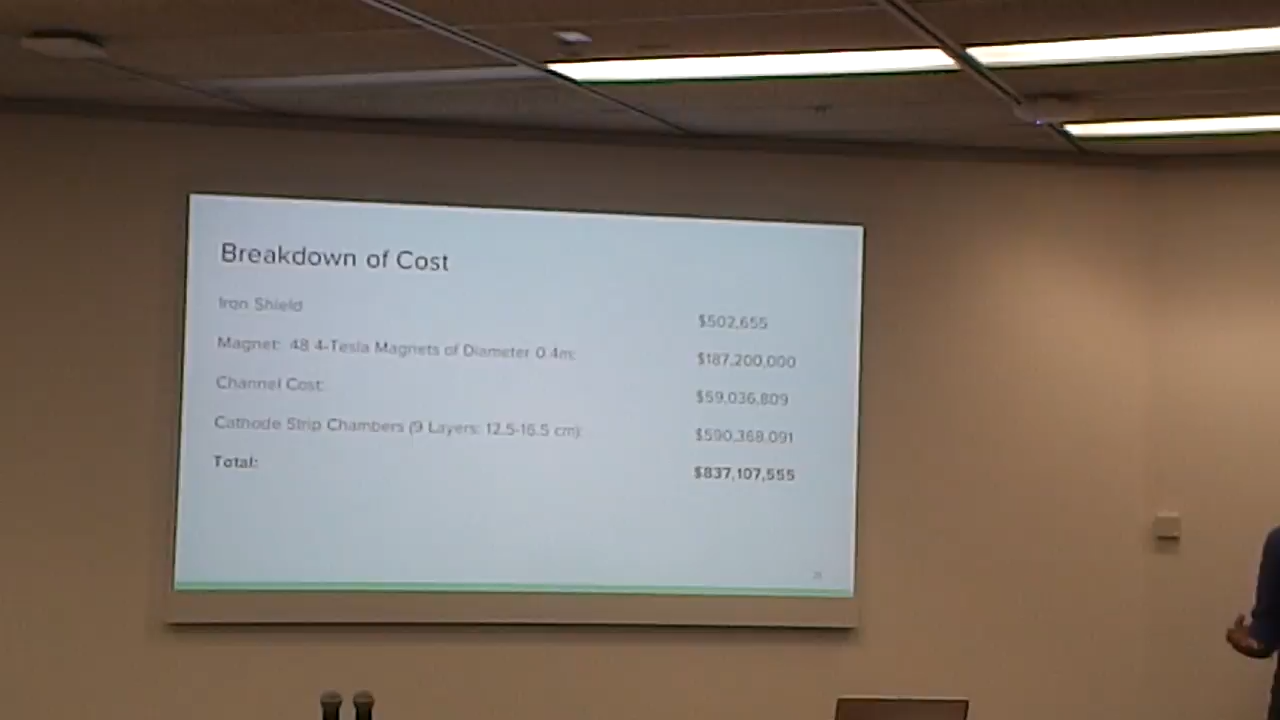 Breakdown of Cost
Iron Shield
$502,655
Magnet: 48 4-Tesla Magnets of Diameter 0.4m:
$187,200,000
Channel Cost:
$59,036,809
Cathode Strip Chambers (9 Layers: 12.5-16.5 cm):
$590,368,091
Total:
$837,107,555